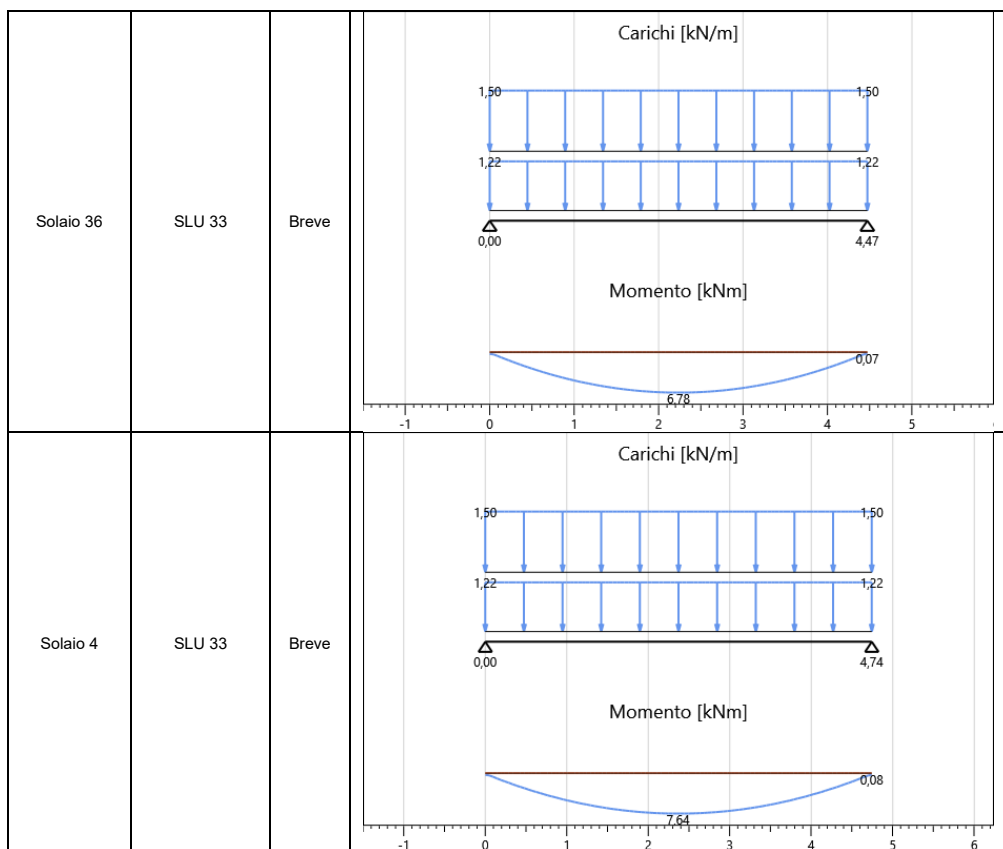 Carichi [kN/m]
1,50 1,50
1,22 1,22
Solaio 36 SLU 33 Breve
0,00 4,47
Momento [kNm]
0,07
6,78
-1 0 1 2 3 4 5
Carichi [kN/m]
1,50 1,50
1,22 1,22
Solaio 4 SLU 33 Breve
0,00 4,74
Momento [kNm]
0,08
7,64
-1 0 1 2 3 4 5 6